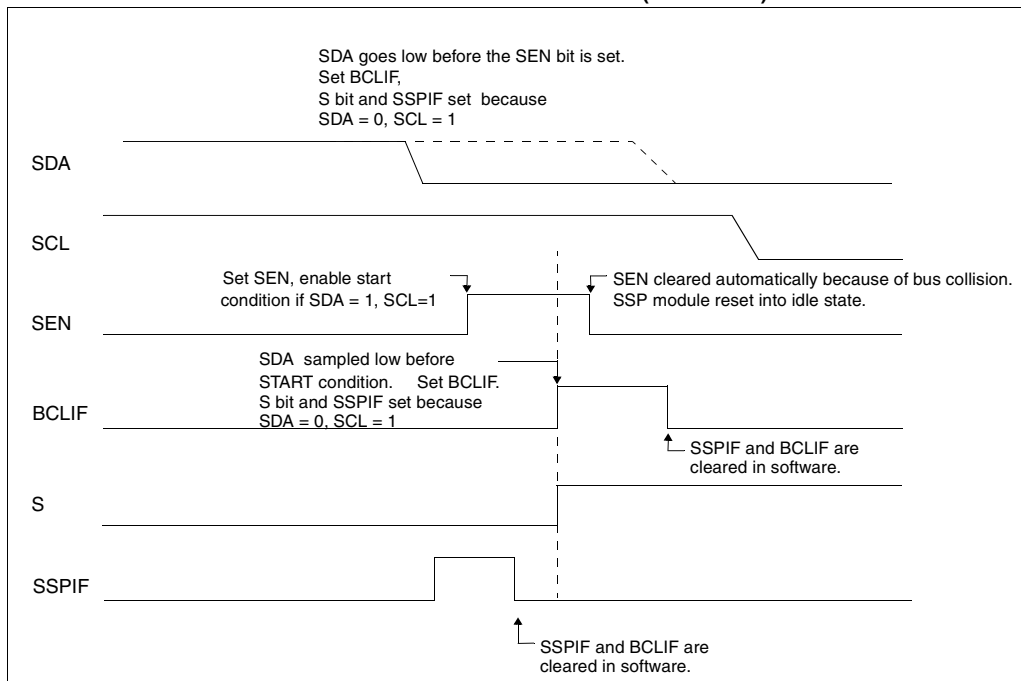 SDA goes low before the SEN bit is set.
Set BCLIF,
S bit and SSPIF set because
SDA = 0, SCL = 1
SDA
SCL
Set SEN, enable start
condition if SDA = 1, SCL=1
SEN cleared automatically because of bus collision.
SSP module reset into idle state.
SEN
SDA sampled low before
START condition. Set BCLIF.
S bit and SSPIF set because
SDA = 0, SCL = 1
BCLIF
SSPIF and BCLIF are
cleared in software.
S
SSPIF
SSPIF and BCLIF are
cleared in software.